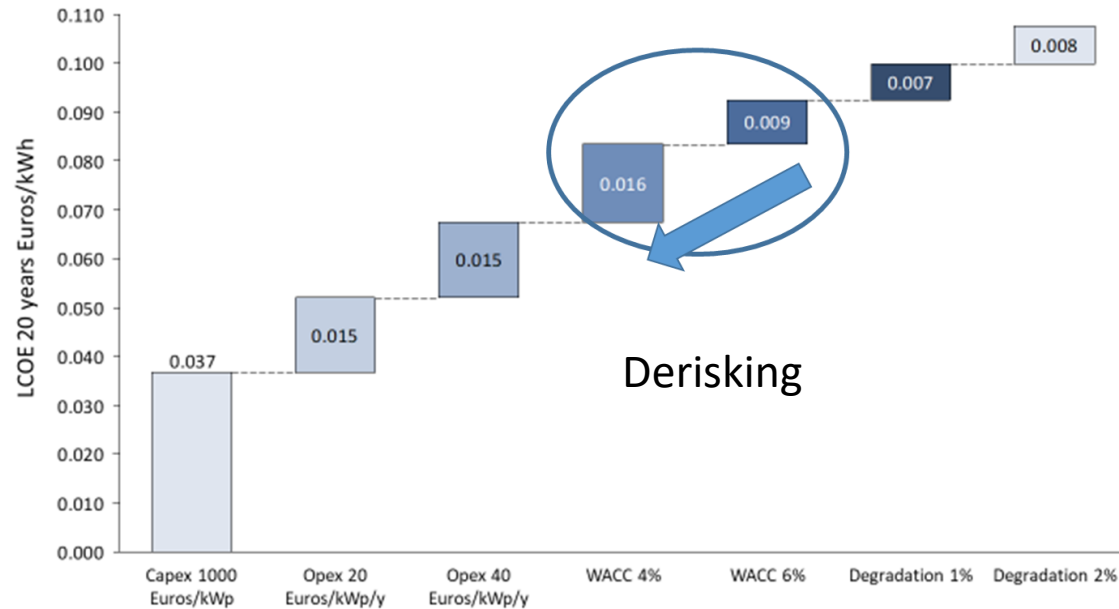 LCOE 20 years Euros/kWh
0.110
0.100
0.090
0.080
0.070
0.060
0.050
0.040
0.030
0.020
0.010
0.000
0.037
0.015
0.015
0.016
0.009
0.007
0.008
Derisking
Capex 1000
Euros/kWp
Opex 20
Euros/kWp/y
Opex 40
Euros/kWp/y
WACC 4%
WACC 6%
Degradation 1%
Degradation 2%